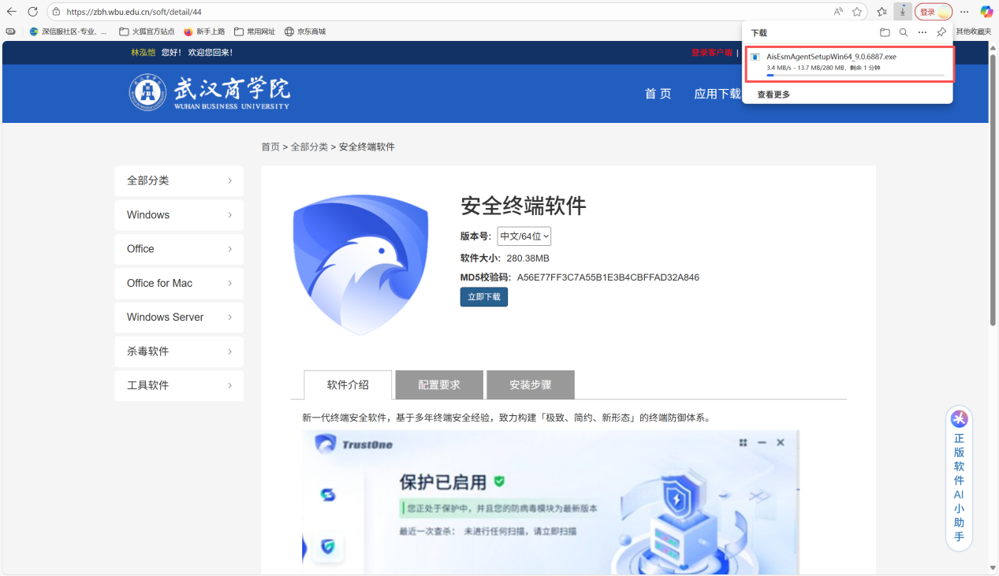 https://zbh.wbu.edu.cn/soft/detail/44
登录
深信服社区-专业、...
火狐官方站点
新手上路
常用网址
京东商城
其他收藏夹
下载
AisEsmAgentSetupWin64_9.0.6887.exe
3.4 MB/s - 13.7 MB/280 MB，剩余 1 分钟
查看更多
林泓恺 您好！ 欢迎您回来！
登录客户端 |
武汉商学院
WUHAN BUSINESS UNIVERSITY
首 页
应用下载
首页 > 全部分类 > 安全终端软件
全部分类
Windows
Office
Office for Mac
Windows Server
杀毒软件
工具软件
安全终端软件
版本号: 中文/64位
软件大小: 280.38MB
MD5校验码: A56E77FF3C7A55B1E3B4CBFFAD32A846
立即下载
软件介绍
配置要求
安装步骤
新一代终端安全软件，基于多年终端安全经验，致力构建「极致、简约、新形态」的终端防御体系。
TrustOne
保护已启用
您正处于保护中，并且您的防病毒模块为最新版本
最近一次查杀： 未进行任何扫描，请立即扫描
正版软件AI小助手